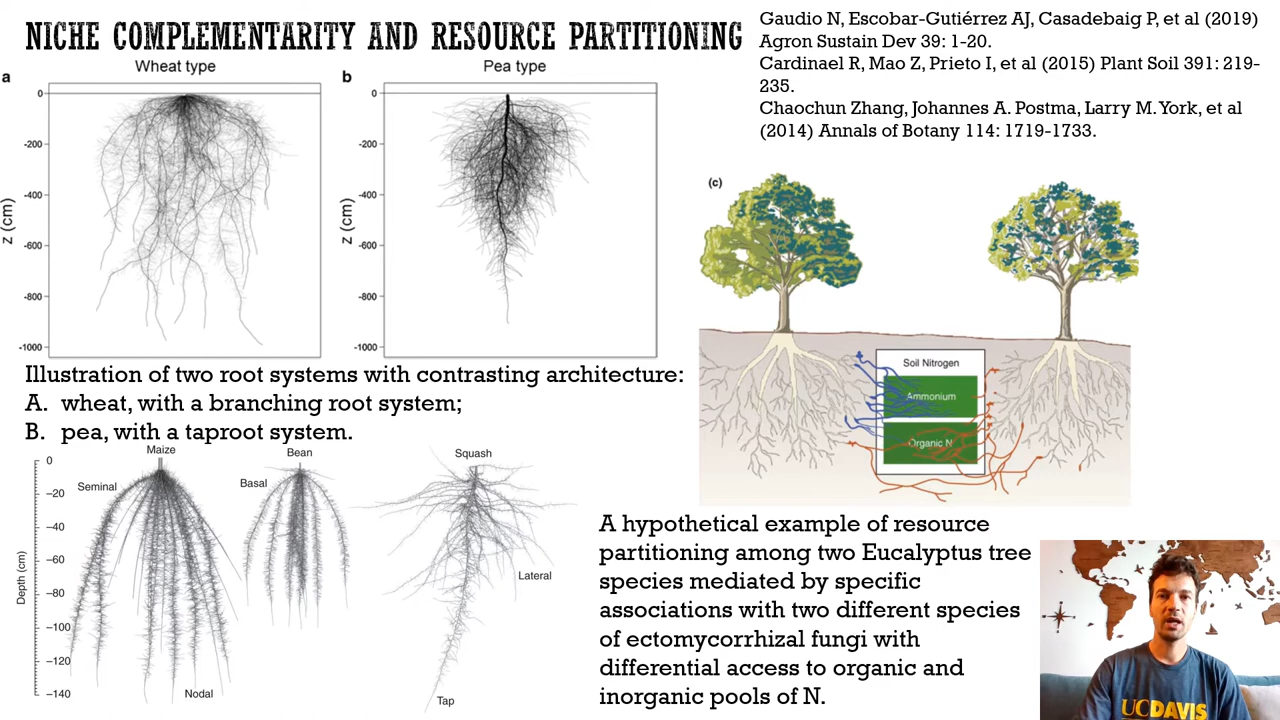 NICHE COMPLEMENTARITY AND RESOURCE PARTITIONING
Gaudio N, Escobar-Gutiérrez AJ, Casadebaig P, et al (2019)
Agron Sustain Dev 39: 1-20.
Cardinael R, Mao Z, Prieto I, et al (2015) Plant Soil 391: 219-
235.
Chaochun Zhang, Johannes A. Postma, Larry M. York, et al
(2014) Annals of Botany 114: 1719-1733.
a
Wheat type
z (cm)
0
-200
-400
-600
-800
-1000
b
Pea type
z (cm)
0
-200
-400
-600
-800
-1000
Illustration of two root systems with contrasting architecture:
A. wheat, with a branching root system;
B. pea, with a taproot system.
Maize
Bean
Squash
Seminal
Basal
Lateral
Nodal
Tap
Depth (cm)
0
−20
−40
−60
−80
−100
−120
−140
(c)
Soil Nitrogen
Ammonium
Organic N
A hypothetical example of resource
partitioning among two Eucalyptus tree
species mediated by specific
associations with two different species
of ectomycorrhizal fungi with
differential access to organic and
inorganic pools of N.
UCDAVIS